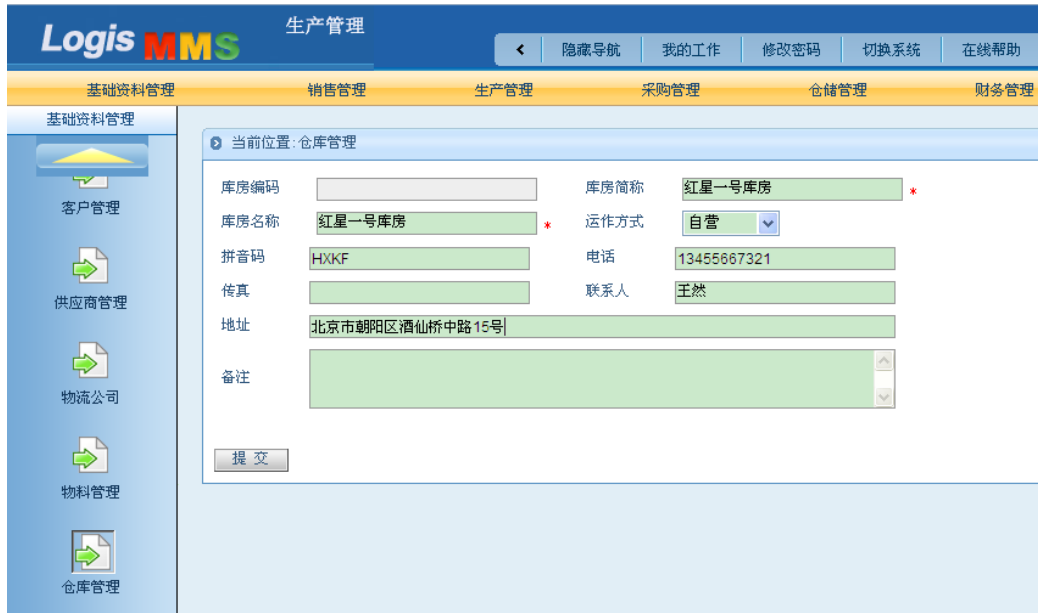 Logis MMS
生产管理
隐藏导航 我的工作 修改密码 切换系统 在线帮助
基础资料管理 销售管理 生产管理 采购管理 仓储管理 财务管理
基础资料管理
客户管理
供应商管理
物流公司
物料管理
仓库管理
当前位置:仓库管理
库房编码 库房简称 红星一号库房 *
库房名称 红星一号库房 * 运作方式 自营
拼音码 HXKF 电话 13455667321
传真 联系人 王然
地址 北京市朝阳区酒仙桥中路15号
备注
提 交